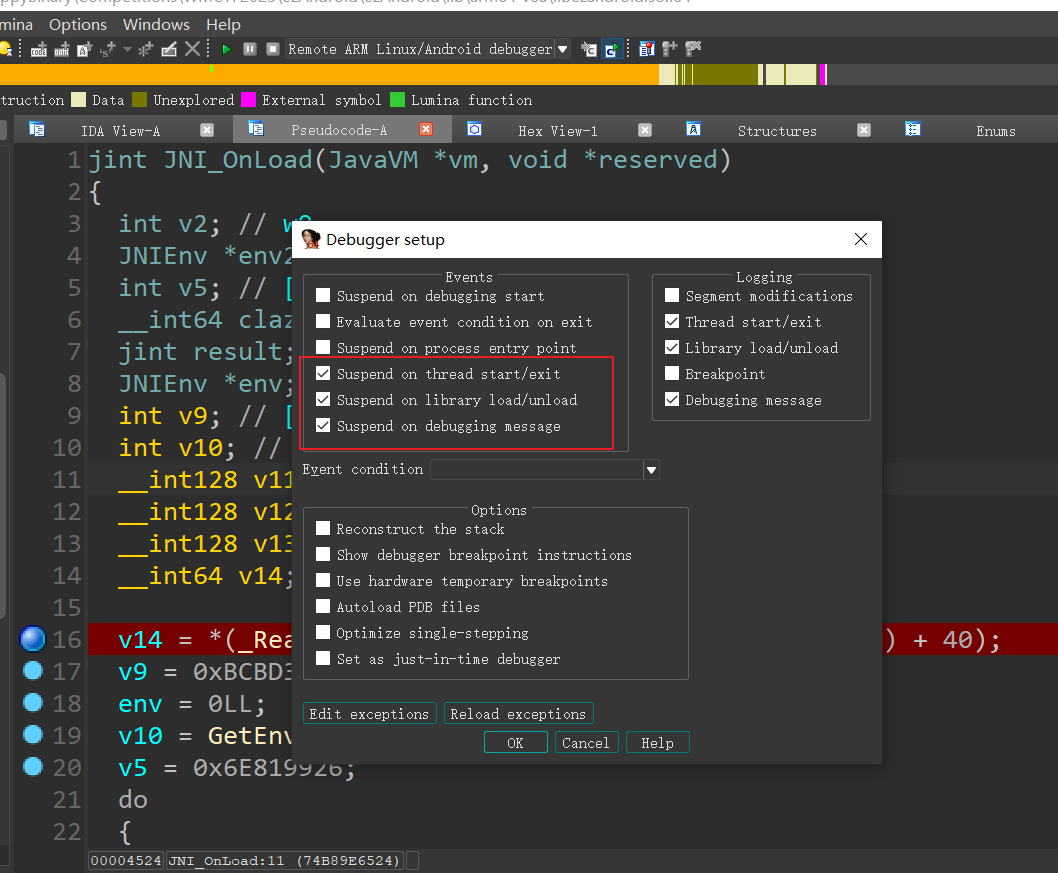 Options Windows Help
Remote ARM Linux/Android debugger
truction Data Unexplored External symbol Lumina function
IDA View-A Pseudocode-A Hex View-1 Structures Enums
1 jint JNI_OnLoad(JavaVM *vm, void *reserved)
2 {
3 int v2; //
4 JNIEnv *env2
5 int v5; // [
6 __int64 claz
7 jint result;
8 JNIEnv *env;
9 int v9; // [
10 int v10; //
11 __int128 v11
12 __int128 v12
13 __int128 v13
14 __int64 v14;
15
16 v14 = *(_Rea ) + 40);
17 v9 = 0xBCBD3
18 env = 0LL;
19 v10 = GetEnv
20 v5 = 0x6E819926;
21 do
22 {
00004524 JNI_OnLoad:11 (74B89E6524)
Debugger setup
Events
Suspend on debugging start
Evaluate event condition on exit
Suspend on process entry point
Suspend on thread start/exit
Suspend on library load/unload
Suspend on debugging message
Logging
Segment modifications
Thread start/exit
Library load/unload
Breakpoint
Debugging message
Event condition
Options
Reconstruct the stack
Show debugger breakpoint instructions
Use hardware temporary breakpoints
Autoload PDB files
Optimize single-stepping
Set as just-in-time debugger
Edit exceptions Reload exceptions
OK Cancel Help